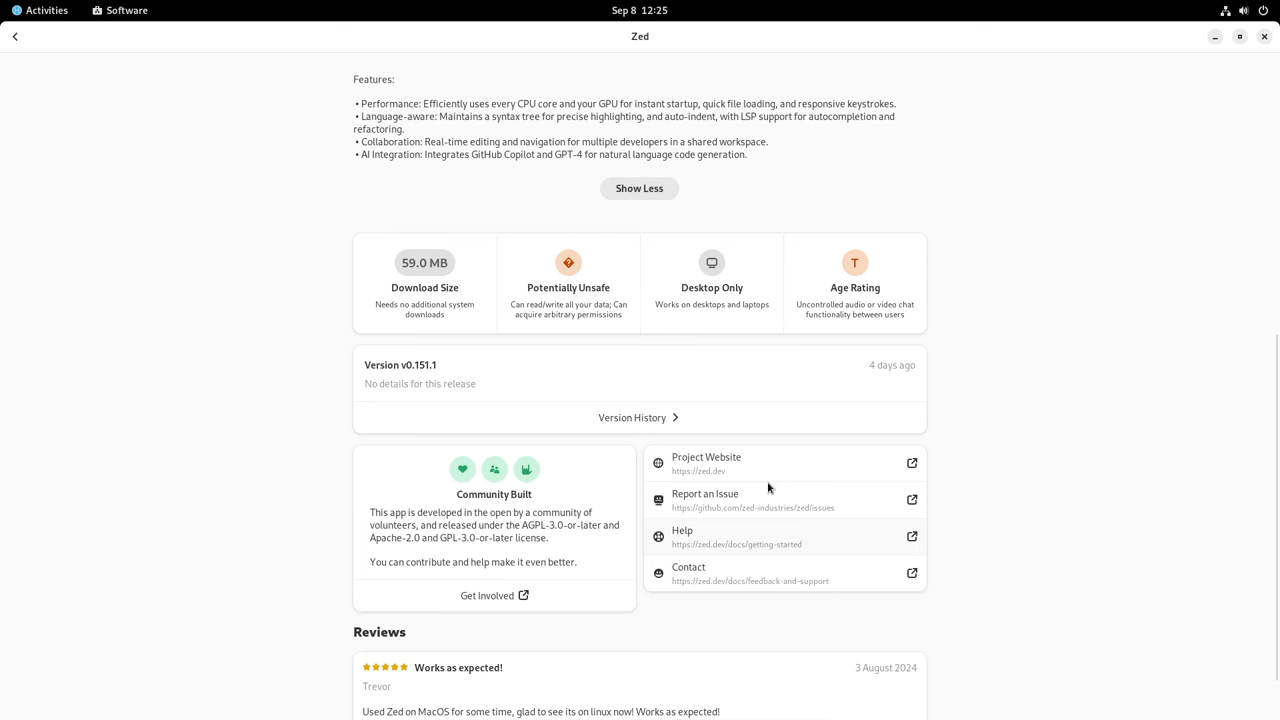 Activities
Software
Sep 8 12:25
Zed
Features:
• Performance: Efficiently uses every CPU core and your GPU for instant startup, quick file loading, and responsive keystrokes.
• Language-aware: Maintains a syntax tree for precise highlighting, and auto-indent, with LSP support for autocompletion and
refactoring.
• Collaboration: Real-time editing and navigation for multiple developers in a shared workspace.
• AI Integration: Integrates GitHub Copilot and GPT-4 for natural language code generation.
Show Less
59.0 MB
Download Size
Needs no additional system
downloads
Potentially Unsafe
Can read/write all your data; Can
acquire arbitrary permissions
Desktop Only
Works on desktops and laptops
T
Age Rating
Uncontrolled audio or video chat
functionality between users
Version v0.151.1
4 days ago
No details for this release
Version History
Community Built
This app is developed in the open by a community of
volunteers, and released under the AGPL-3.0-or-later and
Apache-2.0 and GPL-3.0-or-later license.
You can contribute and help make it even better.
Get Involved
Project Website
https://zed.dev
Report an Issue
https://github.com/zed-industries/zed/issues
Help
https://zed.dev/docs/getting-started
Contact
https://zed.dev/docs/feedback-and-support
Reviews
Works as expected!
3 August 2024
Trevor
Used Zed on MacOS for some time, glad to see its on linux now! Works as expected!